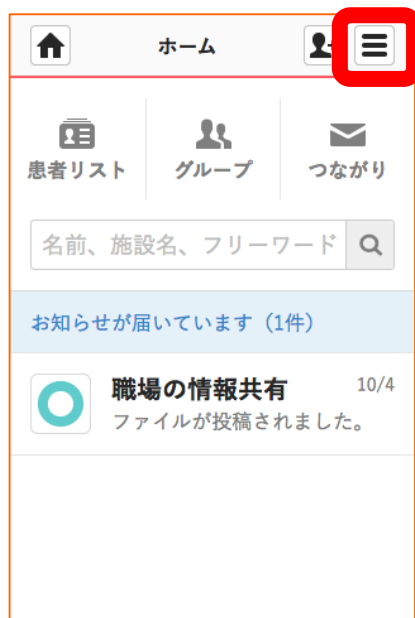 ホーム
患者リスト グループ つながり
名前、施設名、フリーワード
お知らせが届いています（1件）
職場の情報共有 10/4
ファイルが投稿されました。